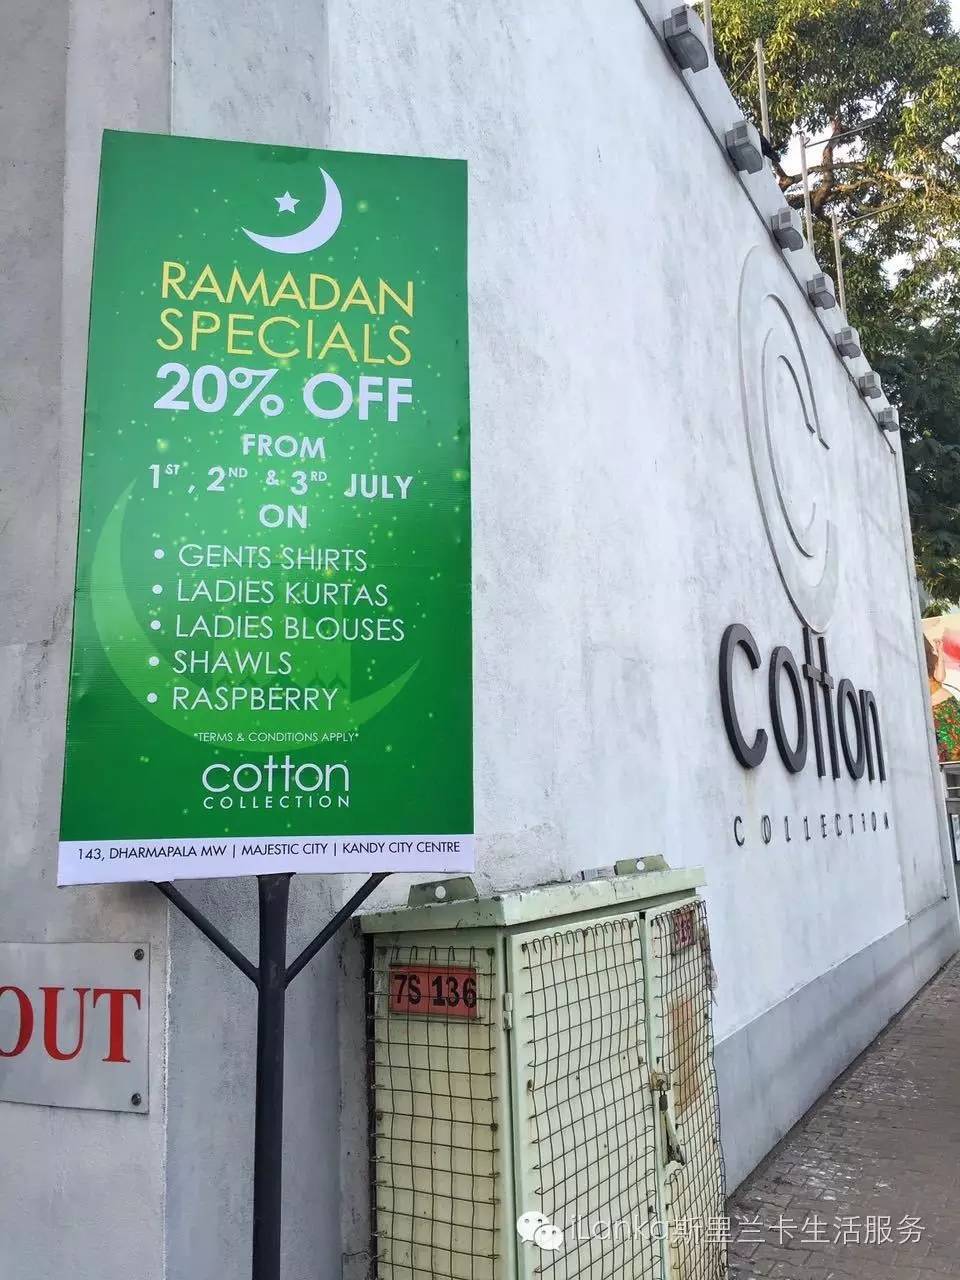 RAMADAN
SPECIALS
20% OFF
FROM
1ST, 2ND & 3RD JULY
ON
• GENTS SHIRTS
• LADIES KURTAS
• LADIES BLOUSES
• SHAWLS
• RASPBERRY
*TERMS & CONDITIONS APPLY*
cotton
COLLECTION
143, DHARMAPALA MW | MAJESTIC CITY | KANDY CITY CENTRE
cotton
COLLECTION
OUT
7S 136
iLanka斯里兰卡生活服务